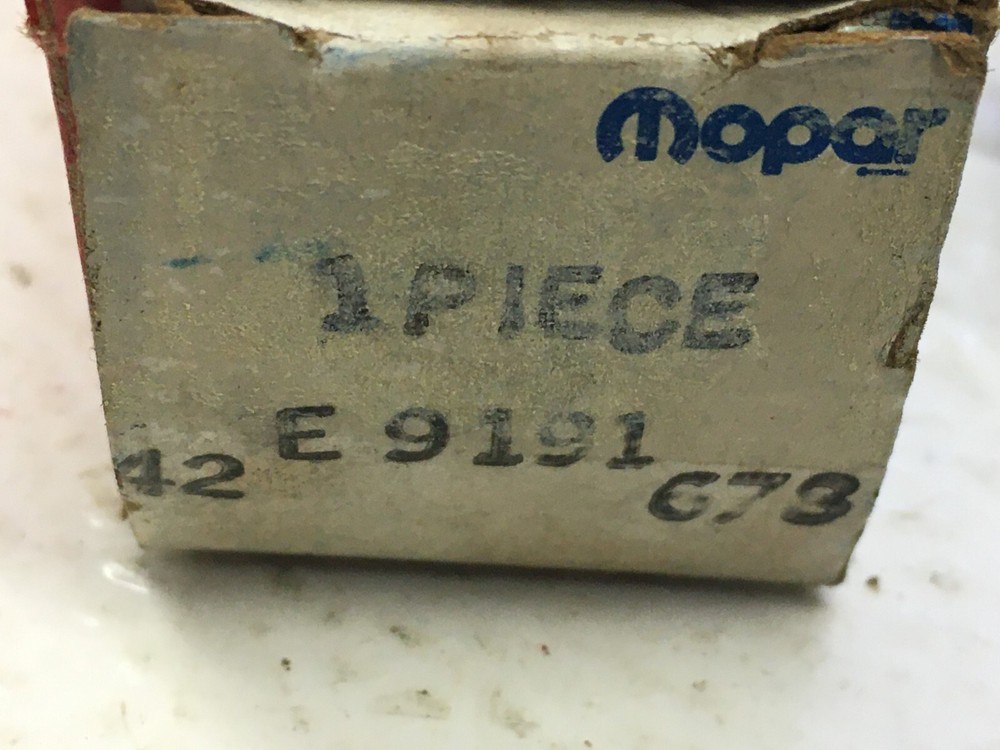 Mopar
1 PIECE
E 9191
42
673